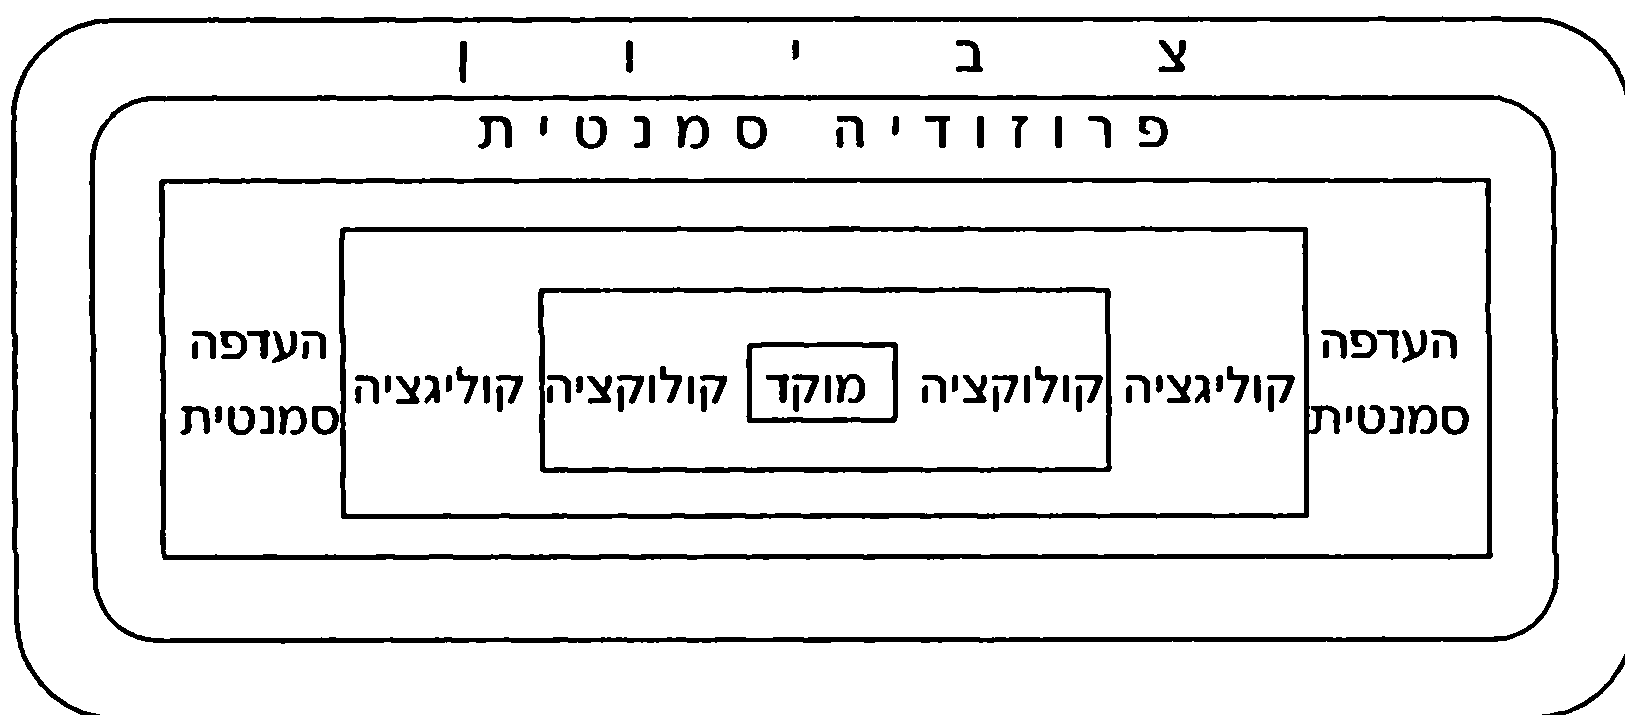 צביון
פרוזודיה סמנטית
העדפה
סמנטית
קוליגציה
קולוקציה
מוקד
קולוקציה
קוליגציה
העדפה
סמנטית